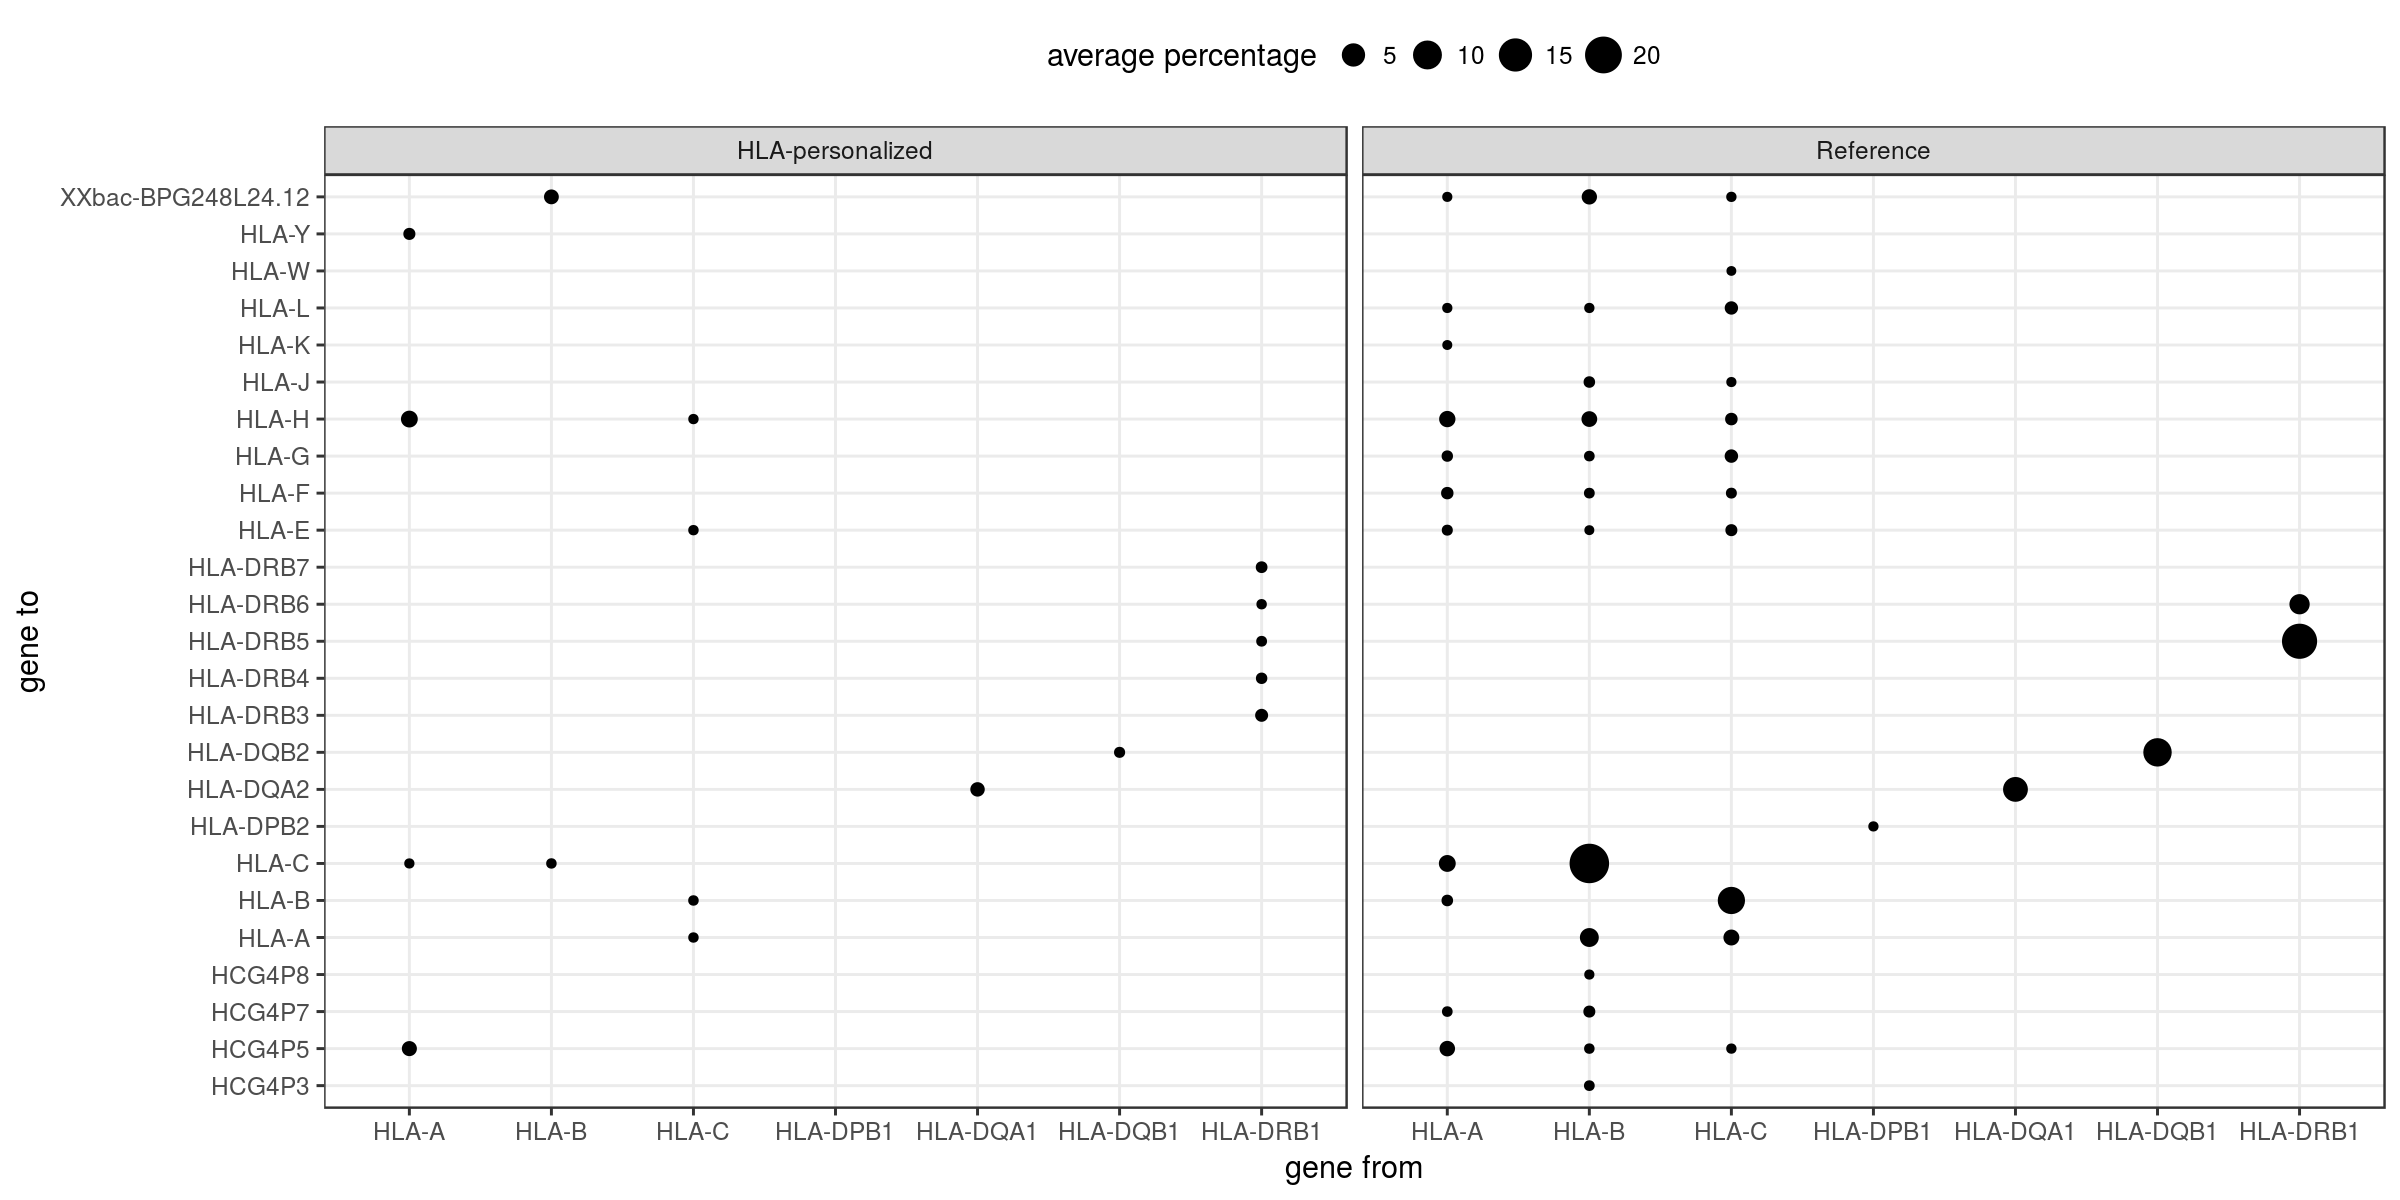 average percentage 5 10 15 20
HLA-personalized Reference
XXbac-BPG248L24.12
HLA-Y
HLA-W
HLA-L
HLA-K
HLA-J
HLA-H
HLA-G
HLA-F
HLA-E
HLA-DRB7
HLA-DRB6
HLA-DRB5
HLA-DRB4
HLA-DRB3
HLA-DQB2
HLA-DQA2
HLA-DPB2
HLA-C
HLA-B
HLA-A
HCG4P8
HCG4P7
HCG4P5
HCG4P3
gene to
HLA-A HLA-B HLA-C HLA-DPB1 HLA-DQA1 HLA-DQB1 HLA-DRB1 HLA-A HLA-B HLA-C HLA-DPB1 HLA-DQA1 HLA-DQB1 HLA-DRB1
gene from